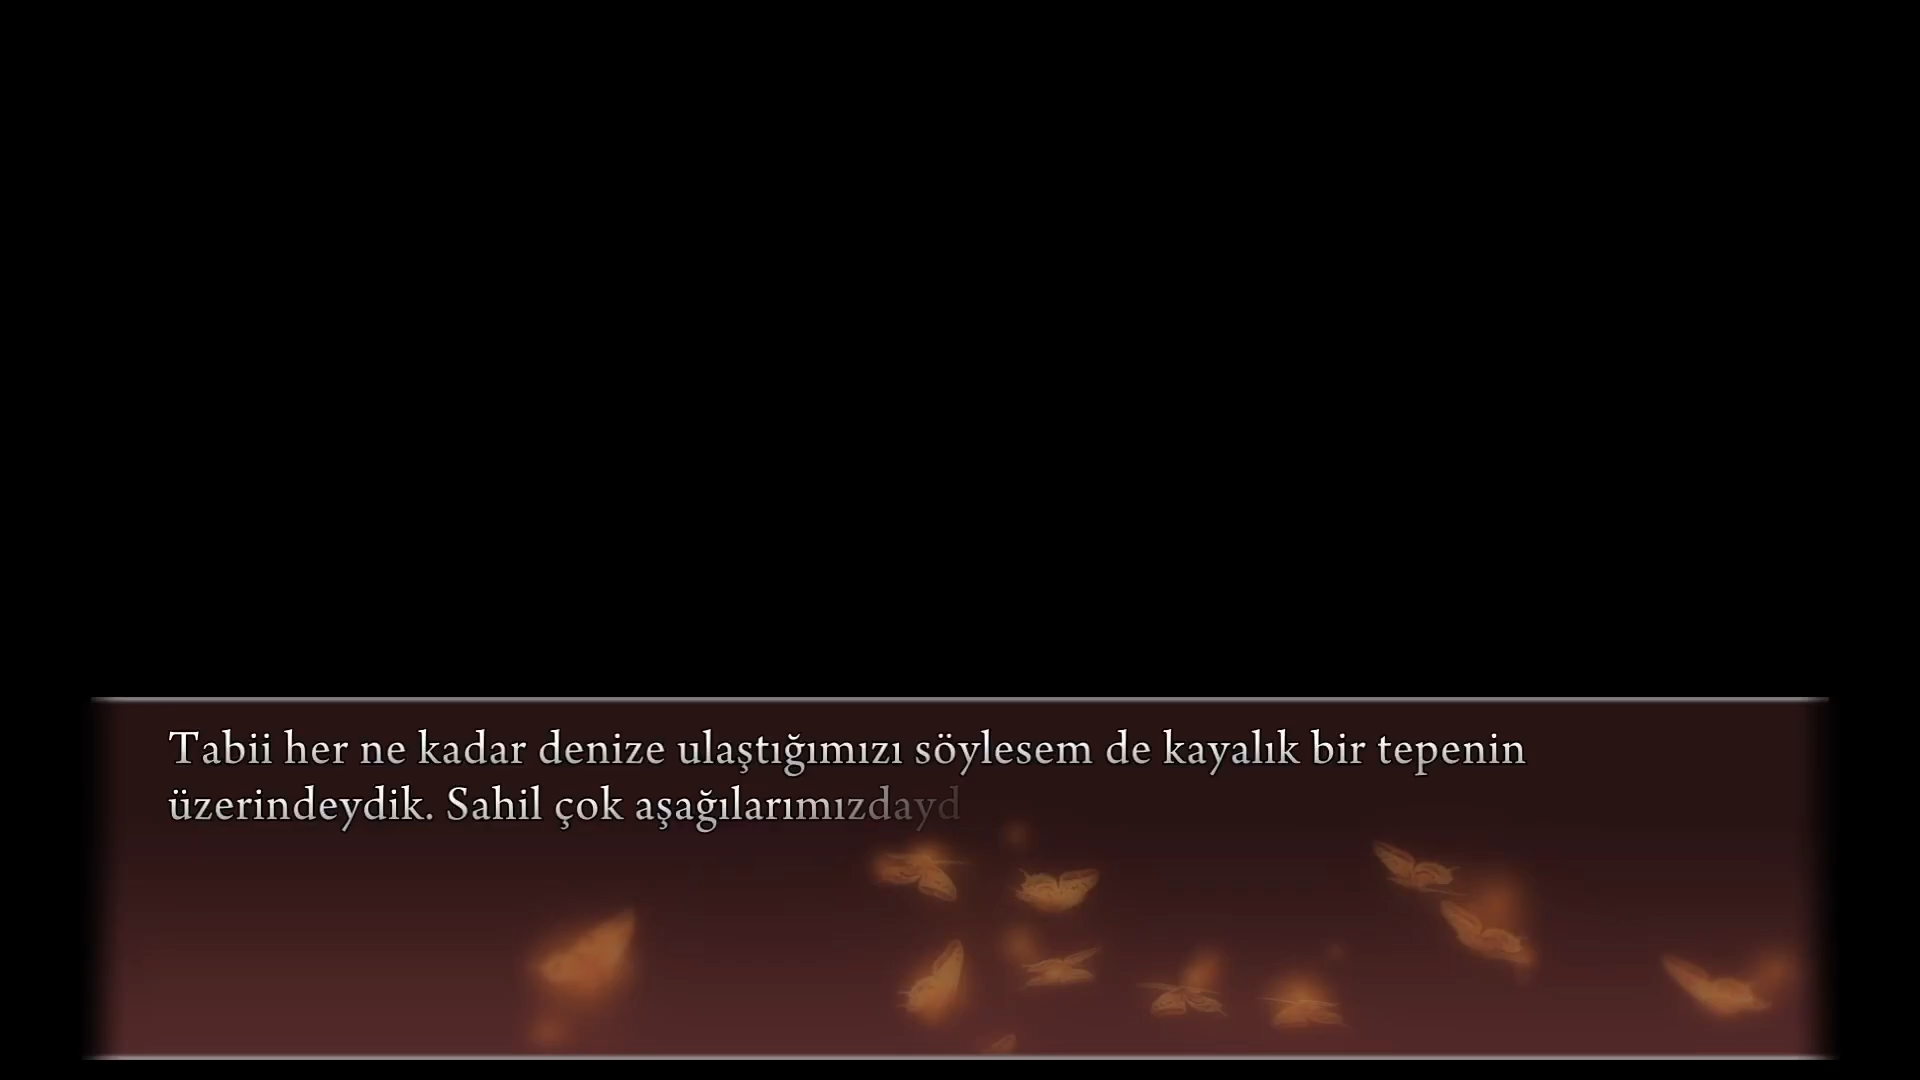 Tabii her ne kadar denize ulaştığımızı söylesem de kayalık bir tepenin
üzerindeydik. Sahil çok aşağılarımızdayd